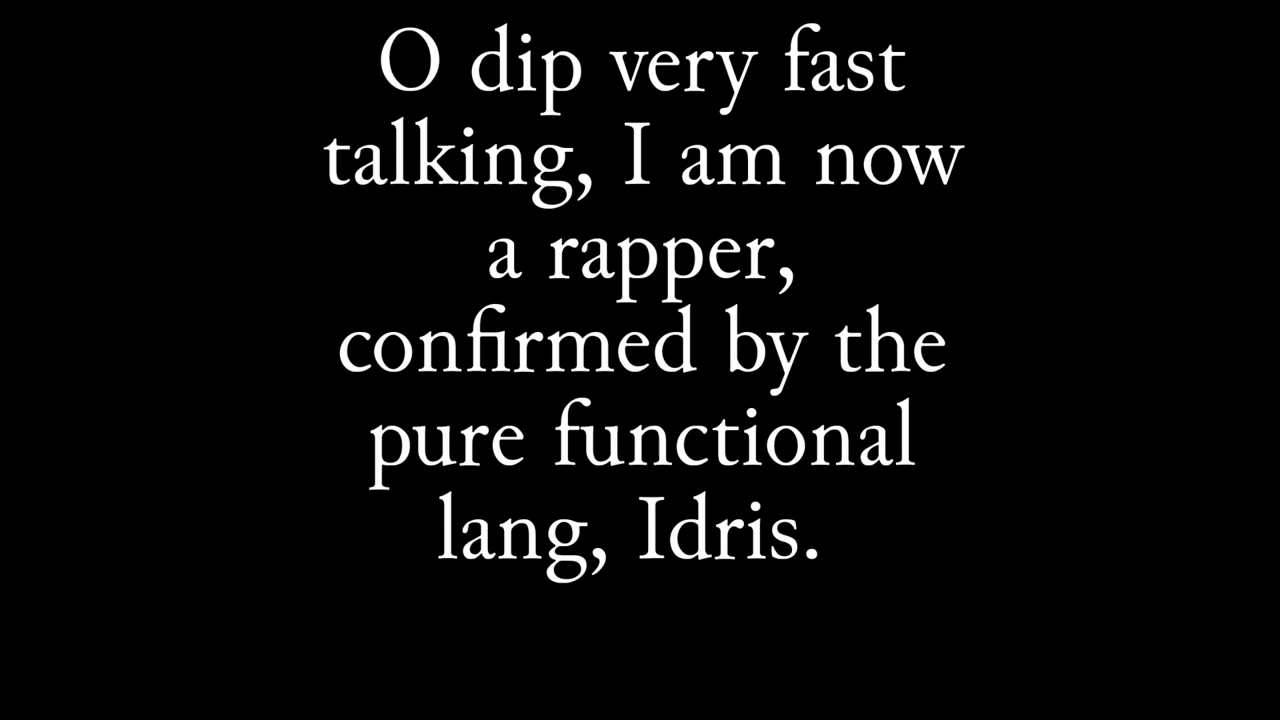 O dip very fast
talking, I am now
a rapper,
confirmed by the
pure functional
lang, Idris.